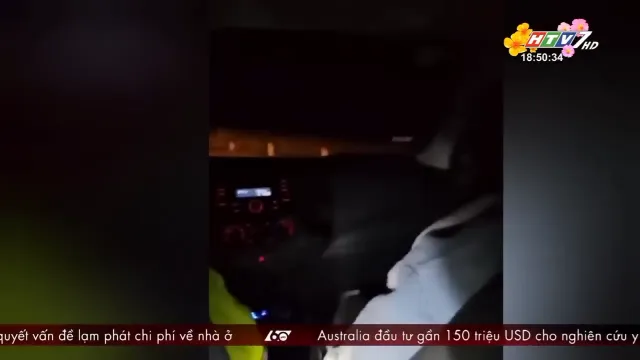 HTV7 HD
18:50:34
quyết vấn đề lạm phát chi phí về nhà ở
60 Australia đầu tư gần 150 triệu USD cho nghiên cứu y